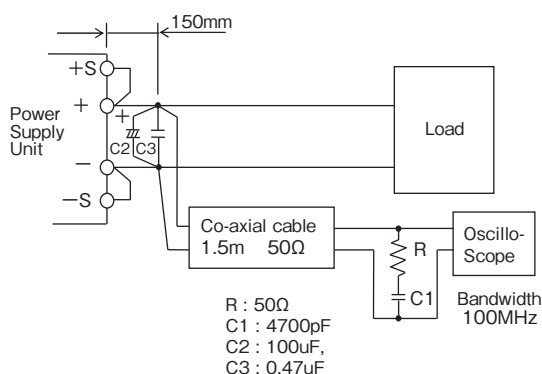 150mm
+S
Power
Supply
Unit
+
+
C2 C3
−
−S
Load
Co-axial cable
1.5m 50Ω
R
C1
Oscillo-
Scope
Bandwidth
100MHz
R : 50Ω
C1 : 4700pF
C2 : 100uF,
C3 : 0.47uF